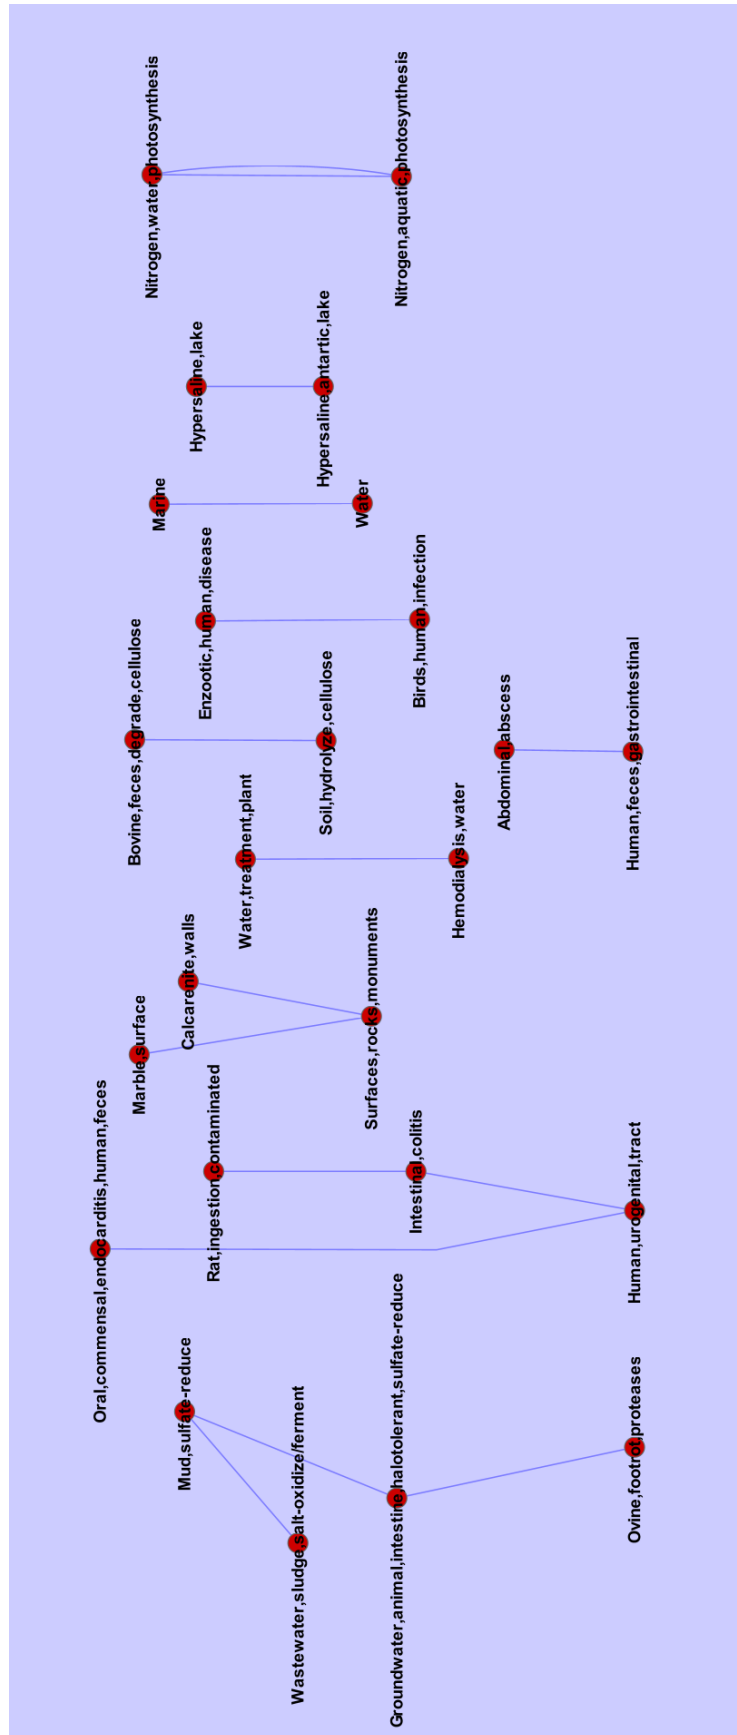 Nitrogen,water,photosynthesis
Nitrogen,aquatic,photosynthesis
Hypersaline,lake
Hypersaline,antartic,lake
Marine
Water
Enzootic,human,disease
Birds,human,infection
Bovine,feces,degrade,cellulose
Soil,hydrolyze,cellulose
Abdominal,abscess
Human,feces,gastrointestinal
Water,treatment,plant
Hemodialysis,water
Calcarenite,walls
Marble,surface
Surfaces,rocks,monuments
Oral,commensal,endocarditis,human,feces
Rat,ingestion,contaminated
Intestinal,colitis
Human,urogenital,tract
Mud,sulfate-reduce
Wastewater,sludge,salt-oxidize/ferment
Groundwater,animal,intestine,halotolerant,sulfate-reduce
Ovine,footrot,proteases